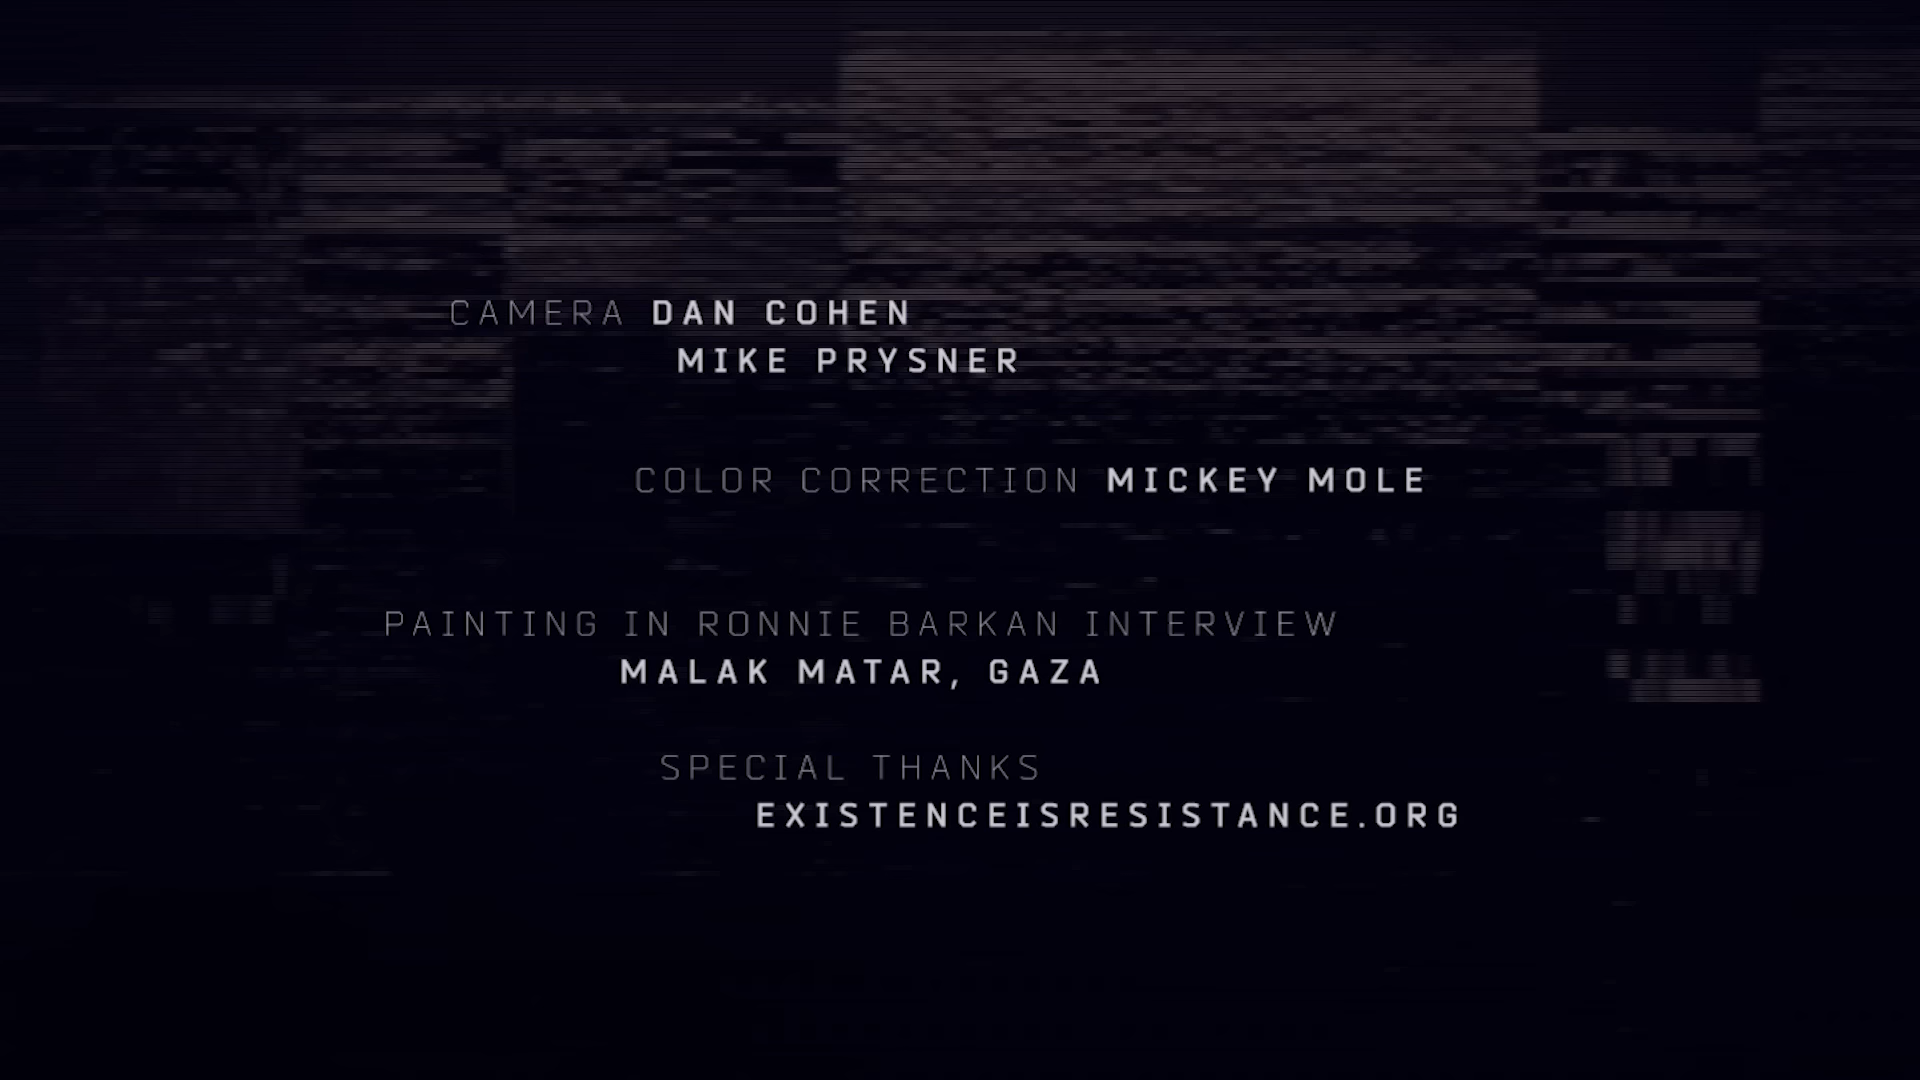 CAMERA DAN COHEN
MIKE PRYSNER
COLOR CORRECTION MICKEY MOLE
PAINTING IN RONNIE BARKAN INTERVIEW
MALAK MATAR, GAZA
SPECIAL THANKS
EXISTENCEISRESISTANCE.ORG